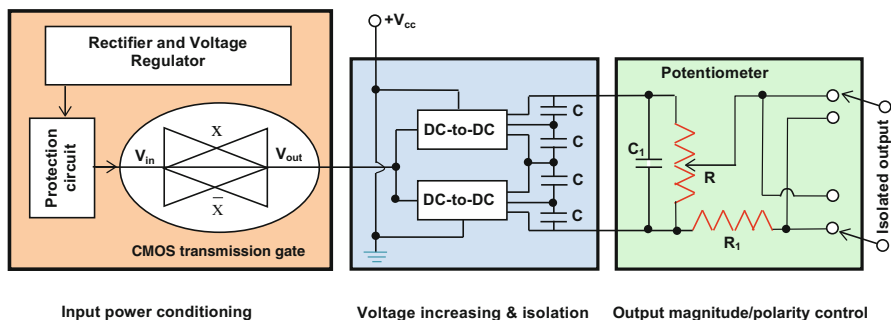 +Vcc
Rectifier and Voltage
Regulator
Protection
circuit
Vin
X
X̅
Vout
CMOS transmission gate
DC-to-DC
DC-to-DC
C
C
C
C
Potentiometer
C1
R
R1
Isolated output
Input power conditioning
Voltage increasing & isolation
Output magnitude/polarity control